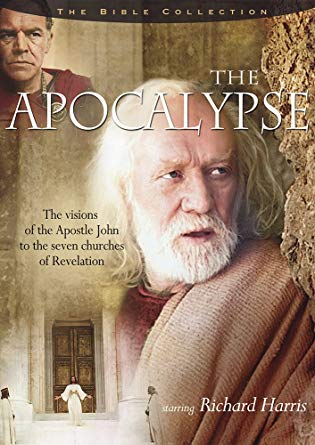 THE BIBLE COLLECTION
THE
APOCALYPSE
The visions
of the Apostle John
to the seven churches
of Revelation
starring Richard Harris